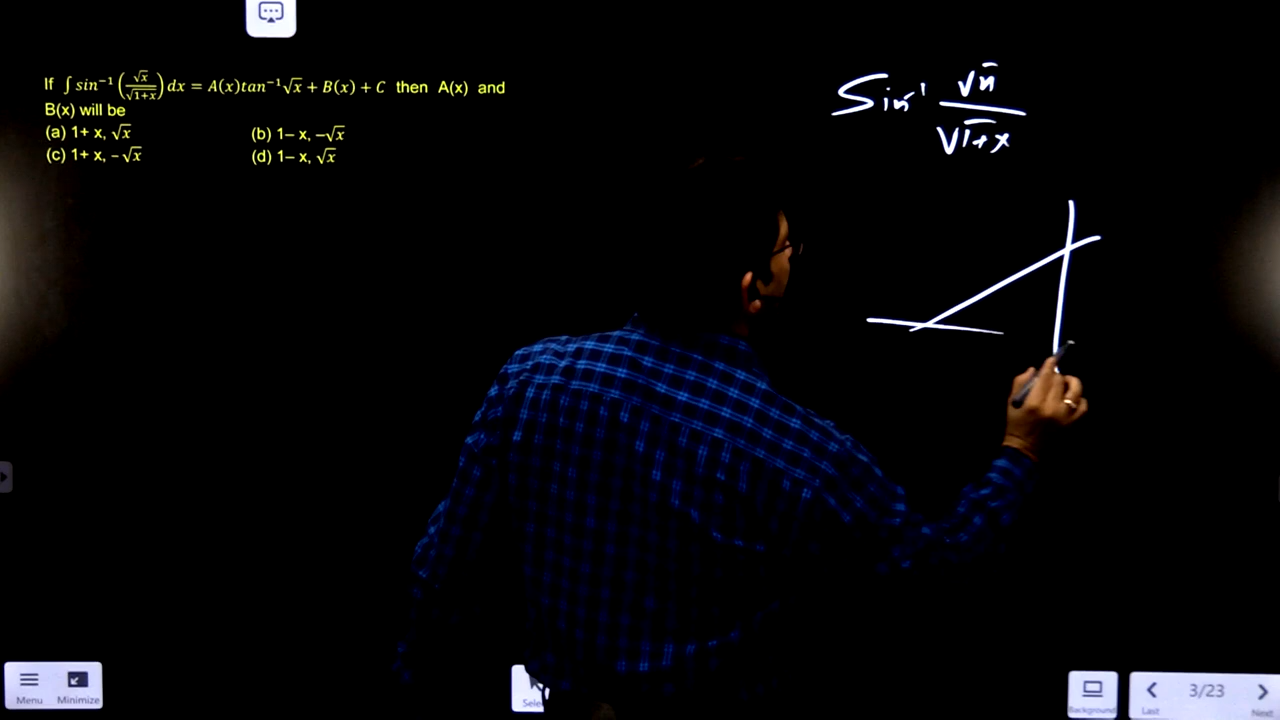 If ∫ sin⁻¹ (√x/√1+x) dx = A(x)tan⁻¹√x + B(x) + C then A(x) and
B(x) will be
(a) 1+ x, √x (b) 1– x, –√x
(c) 1+ x, – √x (d) 1– x, √x
Sin⁻¹ √x/√1+x
Menu Minimize
Background
3/23
Last Next